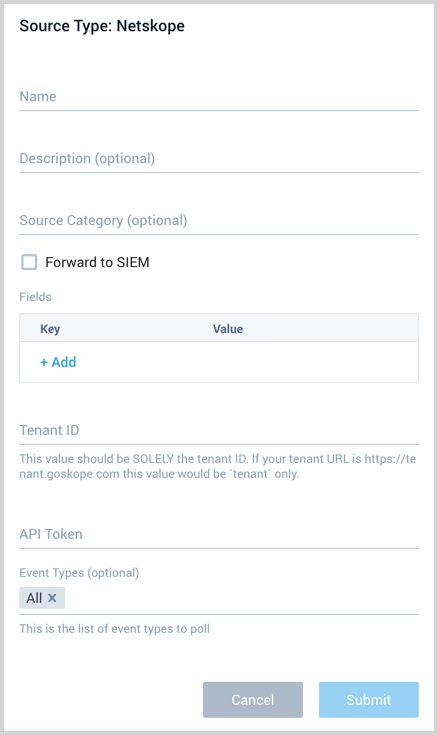 Source Type: Netskope
Name
Description (optional)
Source Category (optional)
Forward to SIEM
Fields
Key Value
+ Add
Tenant ID
This value should be SOLELY the tenant ID. If your tenant URL is https://te
nant.goskope.com this value would be `tenant` only.
API Token
Event Types (optional)
All ×
This is the list of event types to poll
Cancel Submit